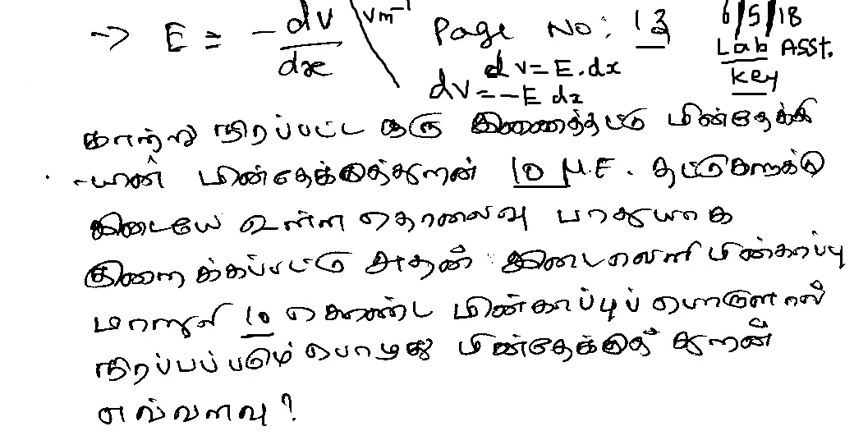 → E = -dV/dx Vm⁻¹ Page No: 13 6/5/18
Lab Asst.
dV = E.dx Key
dV = -E dx
காற்று நிரப்பட்ட ஒரு இணைத்தட்டு மின்தேக்கி
-யின் மின்தேக்குத்திறன் 10 μF. தட்டுகளுக்கு
இடையே உள்ள தொலைவு பாதியாக
குறைக்கப்பட்டு அதன் இடைவெளி மின்காப்பு
மாறிலி 10 கொண்ட மின்காப்புப் பொருளால்
நிரப்பப்படும் பொழுது மின்தேக்குத் திறன்
எவ்வளவு?